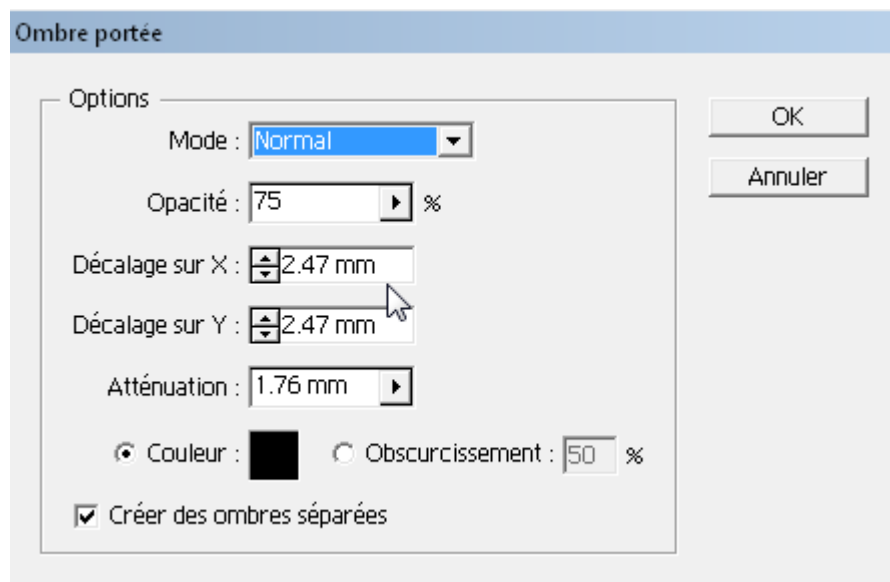 Ombre portée
Options
Mode : Normal
OK
Opacité : 75 %
Annuler
Décalage sur X : 2.47 mm
Décalage sur Y : 2.47 mm
Atténuation : 1.76 mm
Couleur : Obscurcissement : 50 %
Créer des ombres séparées